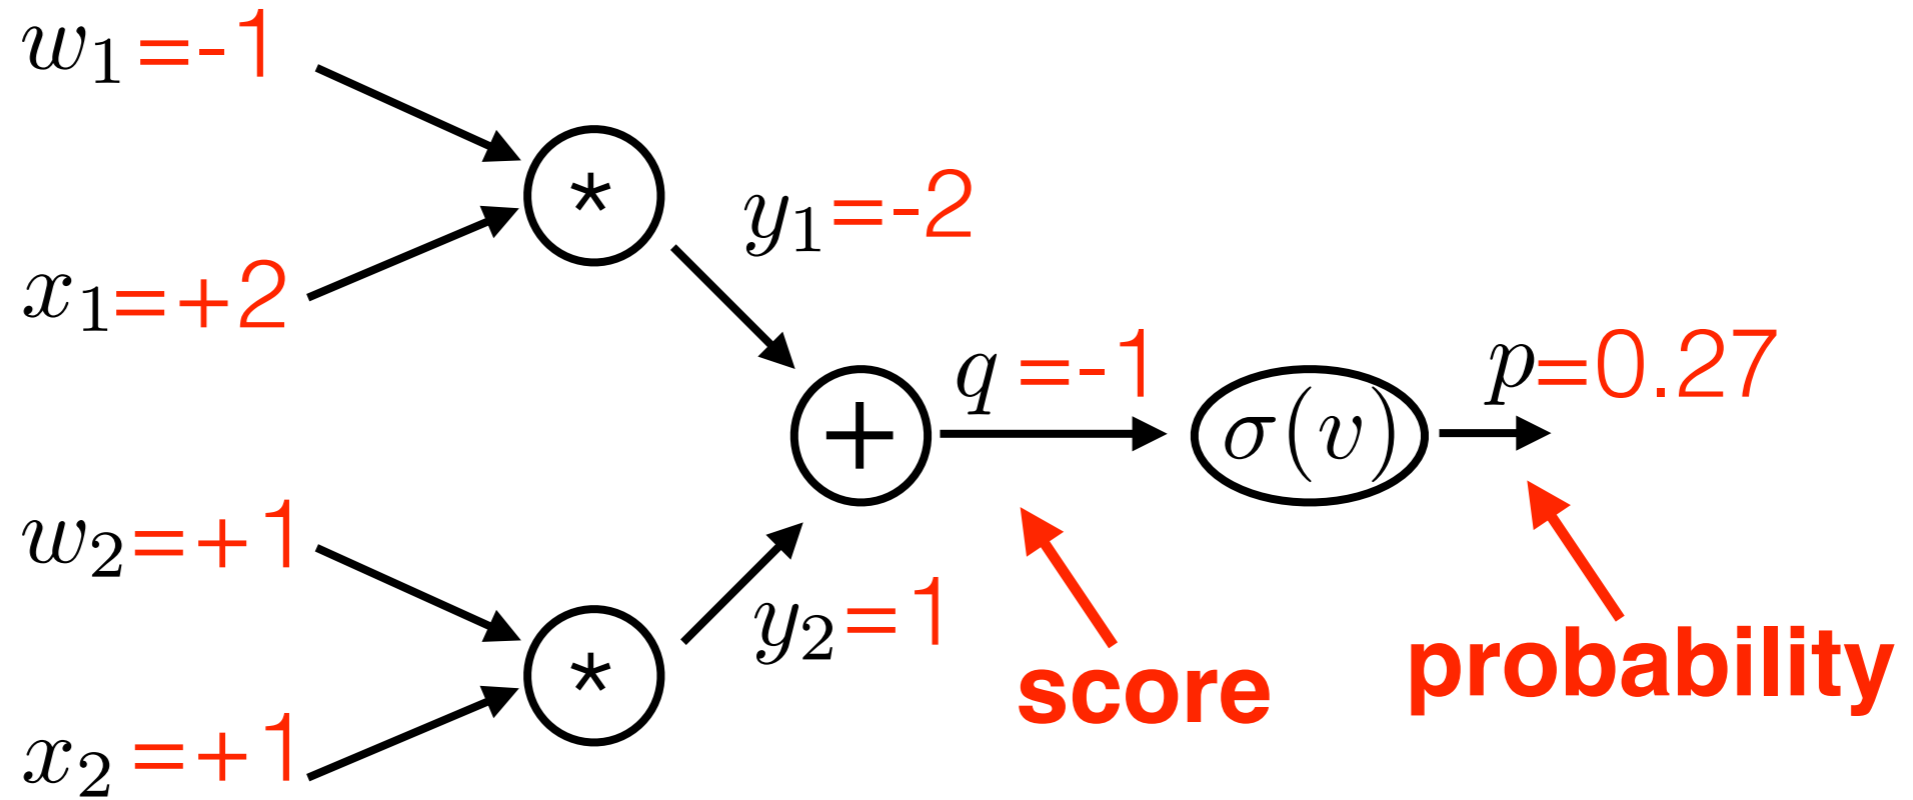 w₁ =-1
*
y₁ =-2
x₁ =+2
q =-1
p =0.27
+
σ(v)
w₂ =+1
y₂ =1
*
score
probability
x₂ =+1